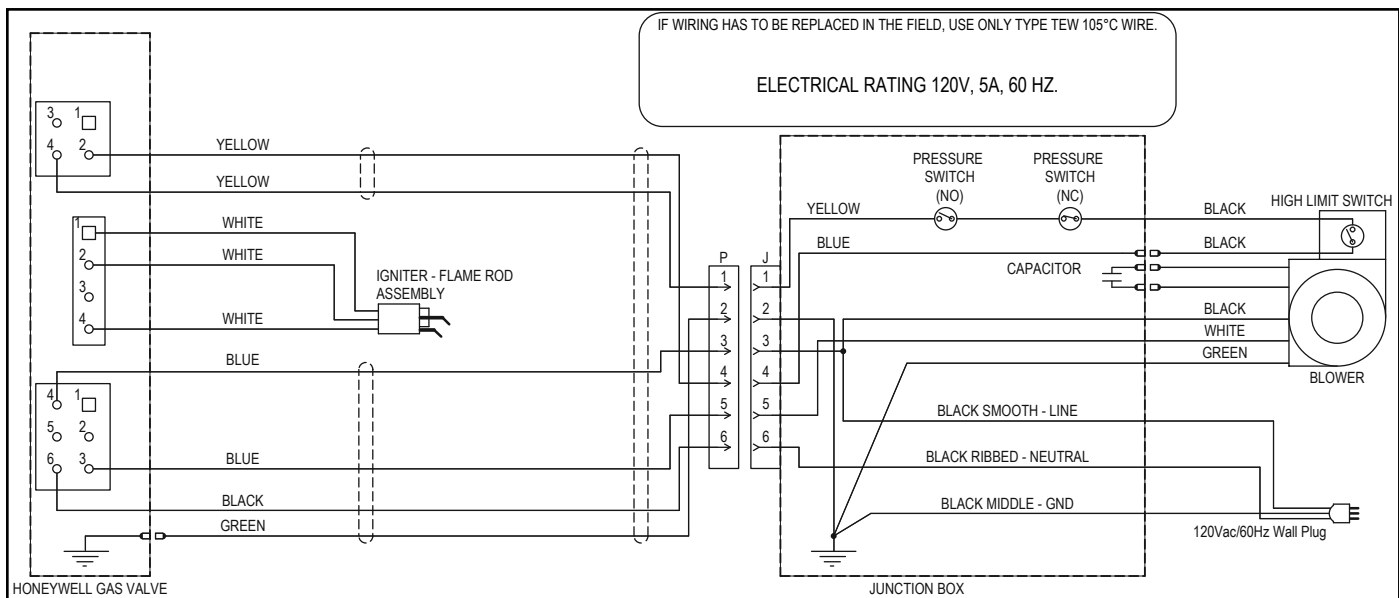 IF WIRING HAS TO BE REPLACED IN THE FIELD, USE ONLY TYPE TEW 105°C WIRE.
ELECTRICAL RATING 120V, 5A, 60 HZ.
3 1
4 2
YELLOW
YELLOW
1
2
3
4
WHITE
WHITE
WHITE
IGNITER - FLAME ROD
ASSEMBLY
4 1
5 2
6 3
BLUE
BLUE
BLACK
GREEN
HONEYWELL GAS VALVE
P J
1 1
2 2
3 3
4 4
5 5
6 6
PRESSURE
SWITCH
(NO)
PRESSURE
SWITCH
(NC)
YELLOW
BLUE
CAPACITOR
BLACK
BLACK
HIGH LIMIT SWITCH
BLACK
WHITE
GREEN
BLOWER
BLACK SMOOTH - LINE
BLACK RIBBED - NEUTRAL
BLACK MIDDLE - GND
120Vac/60Hz Wall Plug
JUNCTION BOX